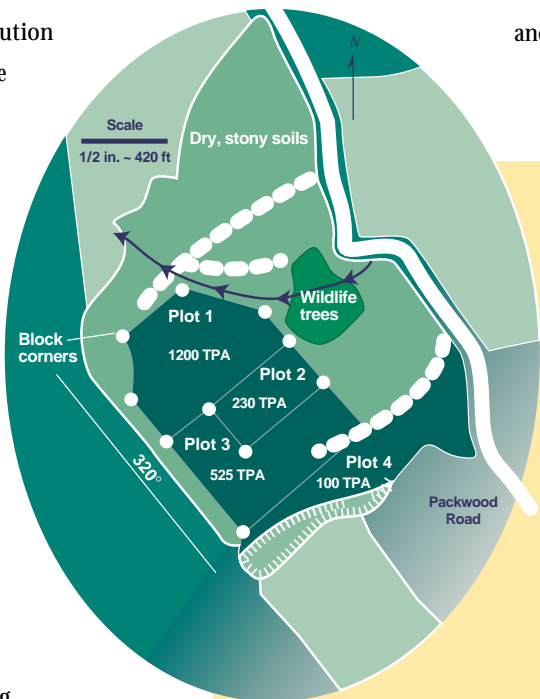 ution
e
and
N
Scale
1/2 in. ~ 420 ft
Dry, stony soils
Wildlife
trees
Plot 1
Block
corners
1200 TPA
Plot 2
230 TPA
Plot 3
525 TPA
Plot 4
100 TPA
320°
Packwood
Road
g